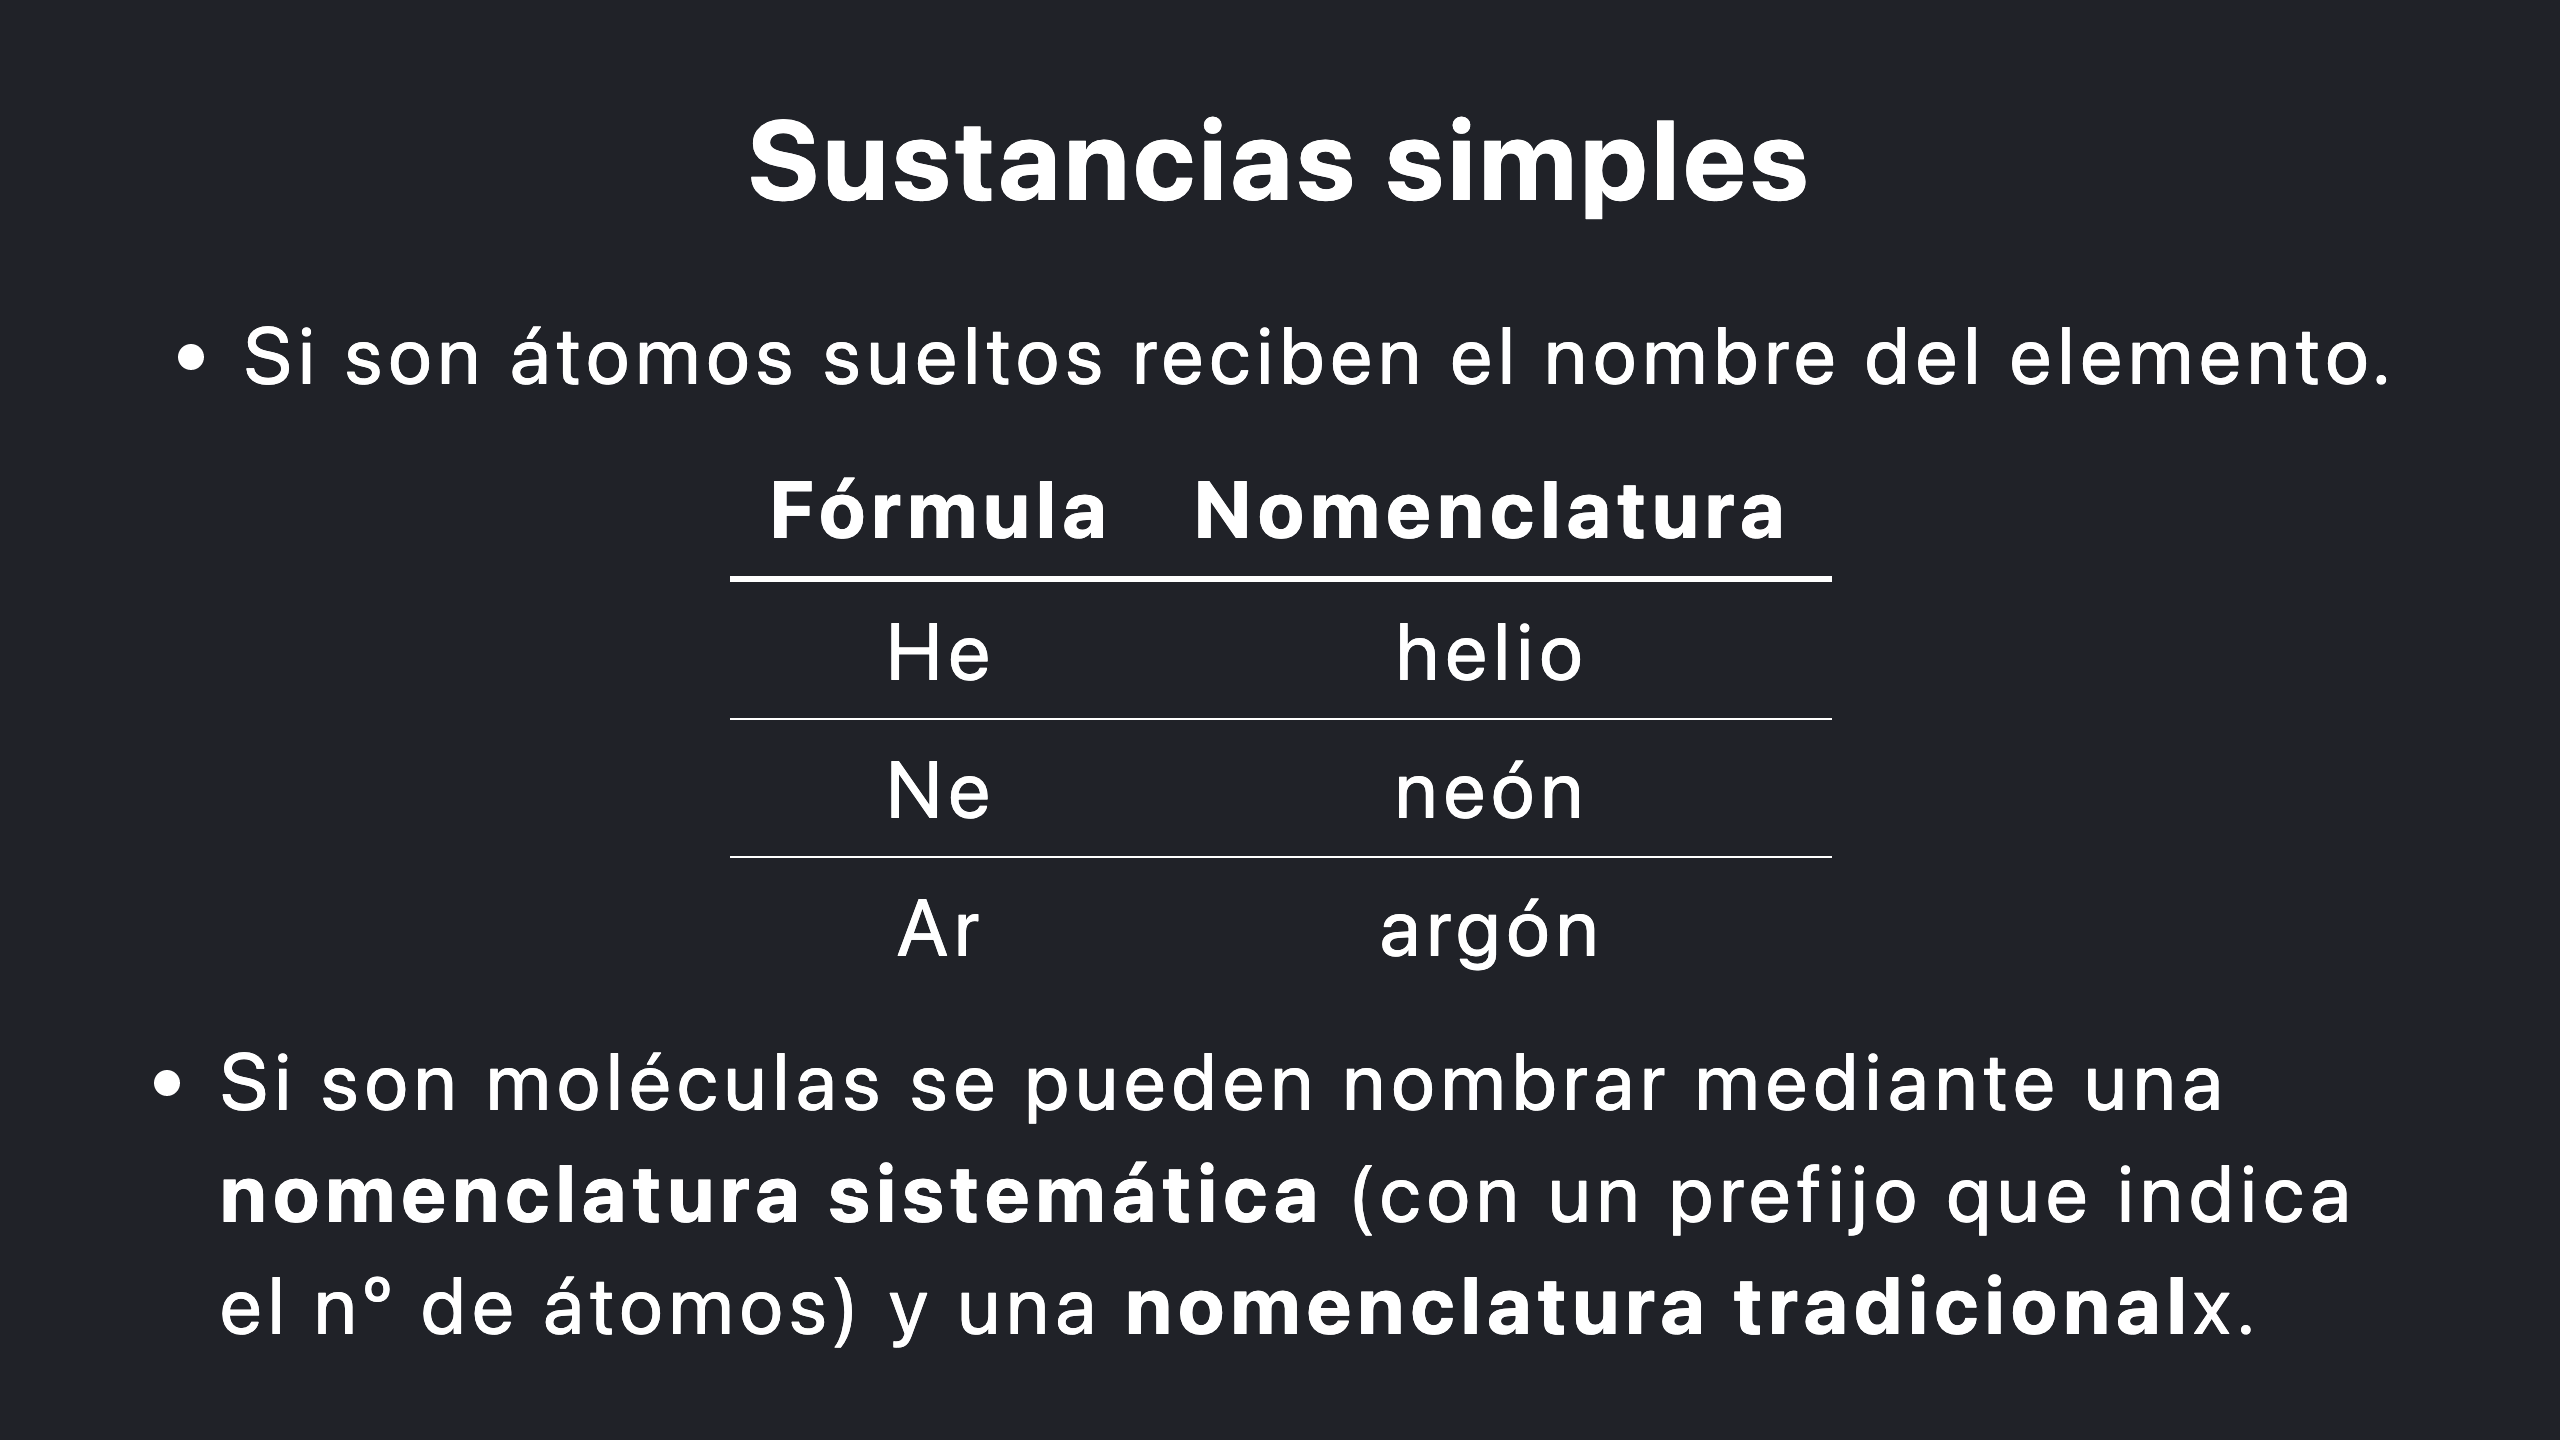 Sustancias simples
• Si son átomos sueltos reciben el nombre del elemento.
Fórmula Nomenclatura
He helio
Ne neón
Ar argón
• Si son moléculas se pueden nombrar mediante una
nomenclatura sistemática (con un prefijo que indica
el nº de átomos) y una nomenclatura tradicionalx.